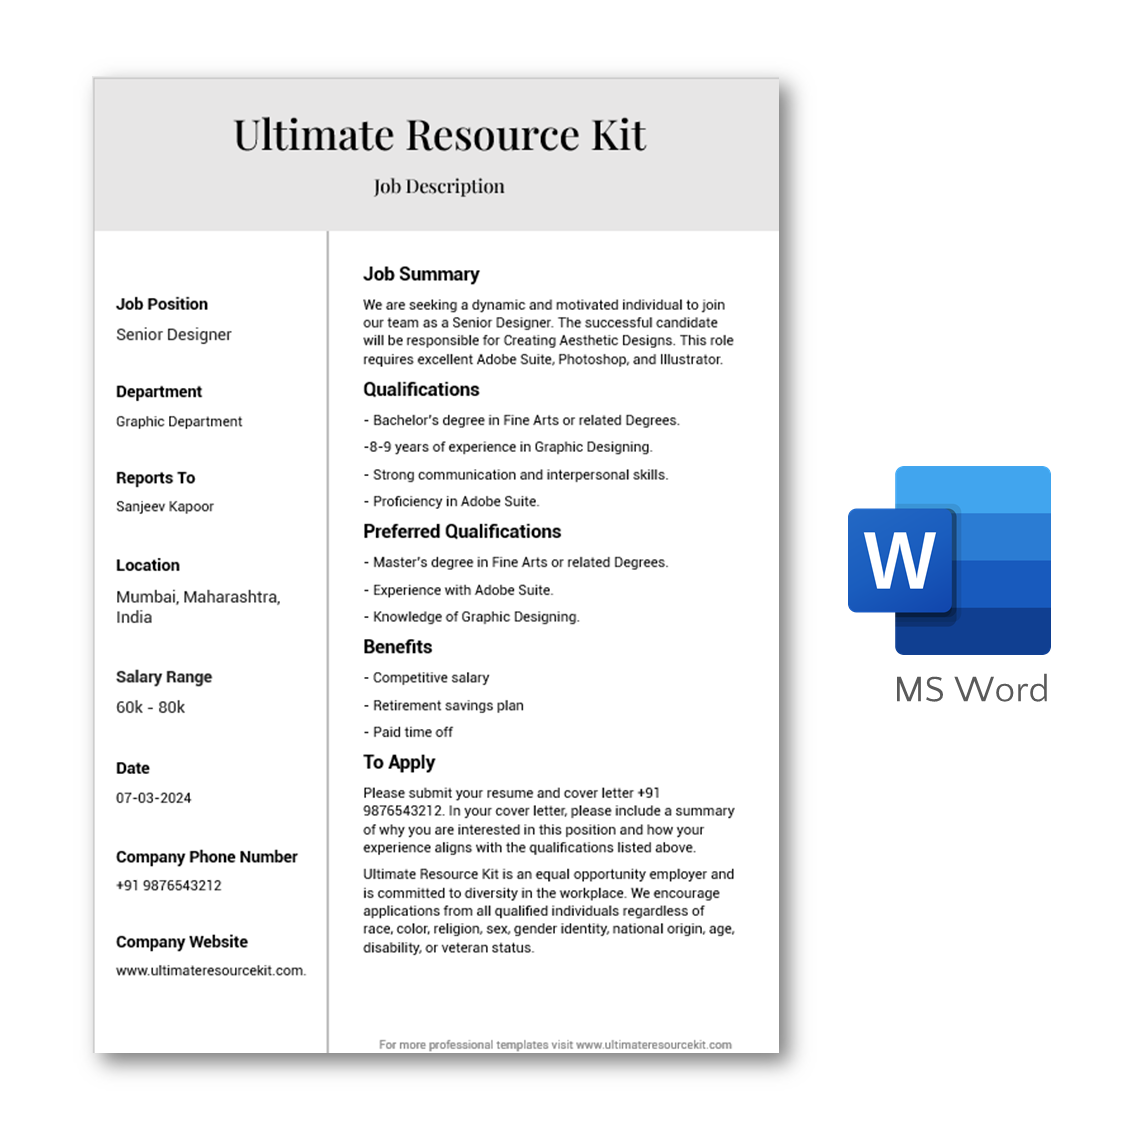 Ultimate Resource Kit
Job Description
Job Position
Senior Designer
Department
Graphic Department
Reports To
Sanjeev Kapoor
Location
Mumbai, Maharashtra,
India
Salary Range
60k - 80k
Date
07-03-2024
Company Phone Number
+91 9876543212
Company Website
www.ultimateresourcekit.com.
Job Summary
We are seeking a dynamic and motivated individual to join
our team as a Senior Designer. The successful candidate
will be responsible for Creating Aesthetic Designs. This role
requires excellent Adobe Suite, Photoshop, and Illustrator.
Qualifications
- Bachelor's degree in Fine Arts or related Degrees.
-8-9 years of experience in Graphic Designing.
- Strong communication and interpersonal skills.
- Proficiency in Adobe Suite.
Preferred Qualifications
- Master's degree in Fine Arts or related Degrees.
- Experience with Adobe Suite.
- Knowledge of Graphic Designing.
Benefits
- Competitive salary
- Retirement savings plan
- Paid time off
To Apply
Please submit your resume and cover letter +91
9876543212. In your cover letter, please include a summary
of why you are interested in this position and how your
experience aligns with the qualifications listed above.
Ultimate Resource Kit is an equal opportunity employer and
is committed to diversity in the workplace. We encourage
applications from all qualified individuals regardless of
race, color, religion, sex, gender identity, national origin, age,
disability, or veteran status.
For more professional templates visit www.ultimateresourcekit.com
W
MS Word